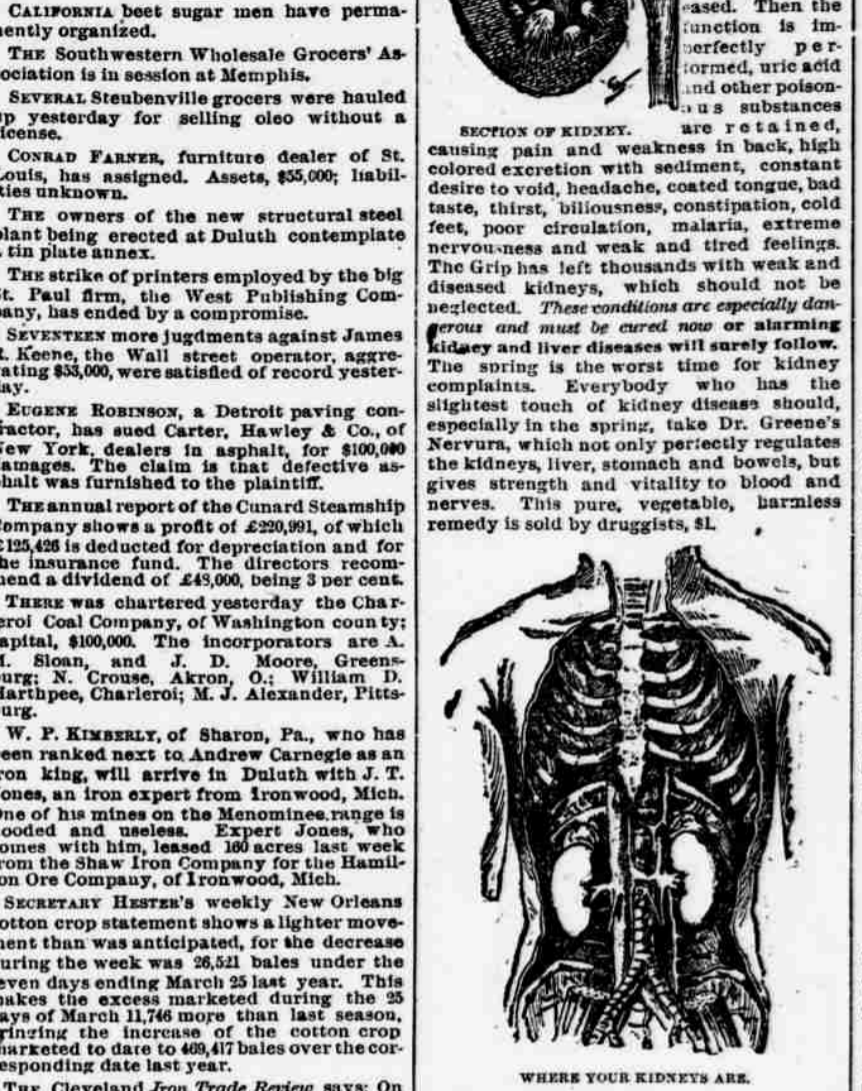 CALIFORNIA beet sugar men have perma-
ently organized.
THE Southwestern Wholesale Grocers' As-
ociation is in session at Memphis.
SEVERAL Steubenville grocers were hauled
p yesterday for selling oleo without a
icense.
CONRAD FARNER, furniture dealer of St.
Louis, has assigned. Assets, $55,000; liabil-
ties unknown.
THE owners of the new structural steel
plant being erected at Duluth contemplate
tin plate annex.
THE strike of printers employed by the big
t. Paul firm, the West Publishing Com-
pany, has ended by a compromise.
SEVENTEEN more jugdments against James
R. Keene, the Wall street operator, aggre-
ating $53,000, were satisfied of record yester-
day.
EUGENE ROBINSON, a Detroit paving con-
ractor, has sued Carter, Hawley & Co., of
New York, dealers in asphalt, for $100,000
amages. The claim is that defective as-
halt was furnished to the plaintiff.
THE annual report of the Cunard Steamship
ompany shows a profit of £220,991, of which
£125,426 is deducted for depreciation and for
he insurance fund. The directors recom-
mend a dividend of £48,000, being 3 per cent.
THERE was chartered yesterday the Char-
eroi Coal Company, of Washington county;
apital, $100,000. The incorporators are A.
M. Sloan, and J. D. Moore, Greens-
urg; N. Crouse, Akron, O.; William D.
Harthpee, Charleroi; M. J. Alexander, Pitts-
urg.
W. P. KIMBERLY, of Sharon, Pa., who has
een ranked next to Andrew Carnegie as an
ron king, will arrive in Duluth with J. T.
Jones, an iron expert from Ironwood, Mich.
One of his mines on the Menominee range is
looded and useless. Expert Jones, who
omes with him, leased 160 acres last week
rom the Shaw Iron Company for the Hamil-
on Ore Company, of Ironwood, Mich.
SECRETARY HESTER'S weekly New Orleans
otton crop statement shows a lighter move-
ment than was anticipated, for the decrease
uring the week was 26,521 bales under the
even days ending March 25 last year. This
makes the excess marketed during the 25
ays of March 11,746 more than last season,
ringing the increase of the cotton crop
marketed to date to 469,417 bales over the cor-
esponding date last year.
THE Cleveland Iron Trade Review says: On
eased. Then the
function is im-
perfectly per-
formed, uric acid
and other poison-
ous substances
are retained,
SECTION OF KIDNEY.
causing pain and weakness in back, high
colored excretion with sediment, constant
desire to void, headache, coated tongue, bad
taste, thirst, biliousness, constipation, cold
feet, poor circulation, malaria, extreme
nervousness and weak and tired feelings.
The Grip has left thousands with weak and
diseased kidneys, which should not be
neglected. These conditions are especially dan-
gerous and must be cured now or alarming
kidney and liver diseases will surely follow.
The spring is the worst time for kidney
complaints. Everybody who has the
slightest touch of kidney disease should,
especially in the spring, take Dr. Greene's
Nervura, which not only perfectly regulates
the kidneys, liver, stomach and bowels, but
gives strength and vitality to blood and
nerves. This pure, vegetable, harmless
remedy is sold by druggists, $1.
WHERE YOUR KIDNEYS ARE.